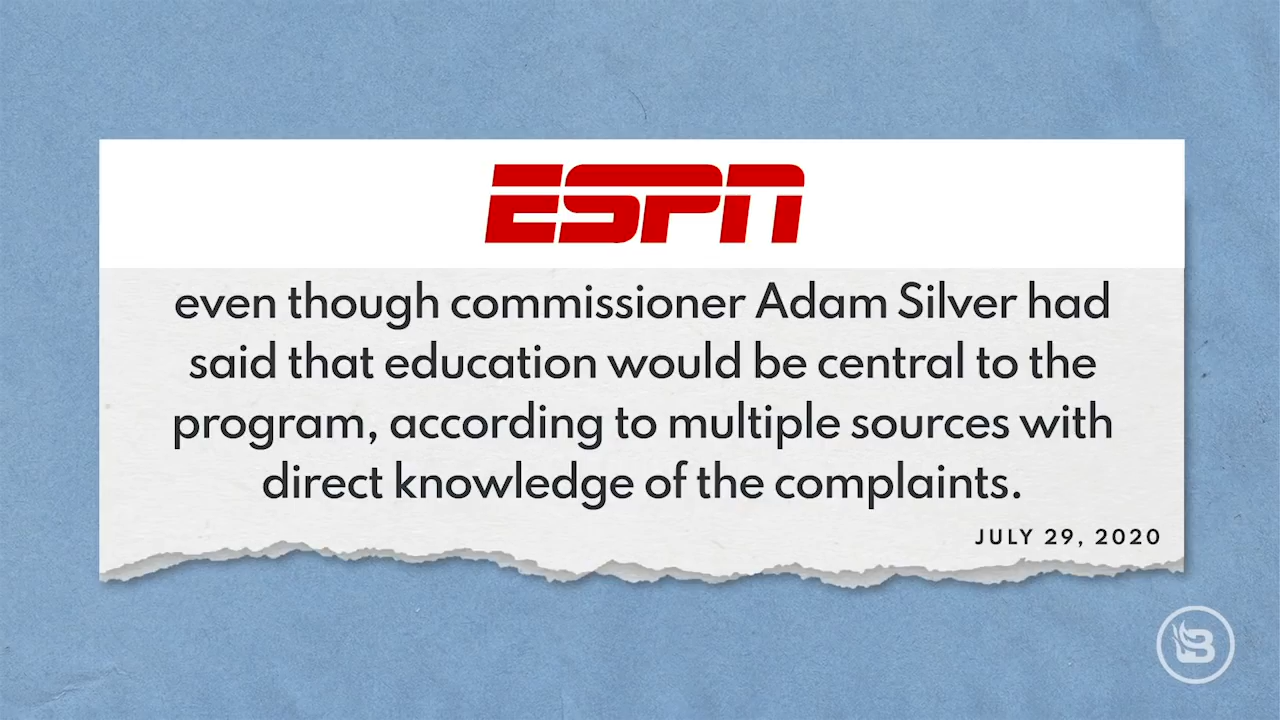 ESPN
even though commissioner Adam Silver had
said that education would be central to the
program, according to multiple sources with
direct knowledge of the complaints.
JULY 29, 2020
B